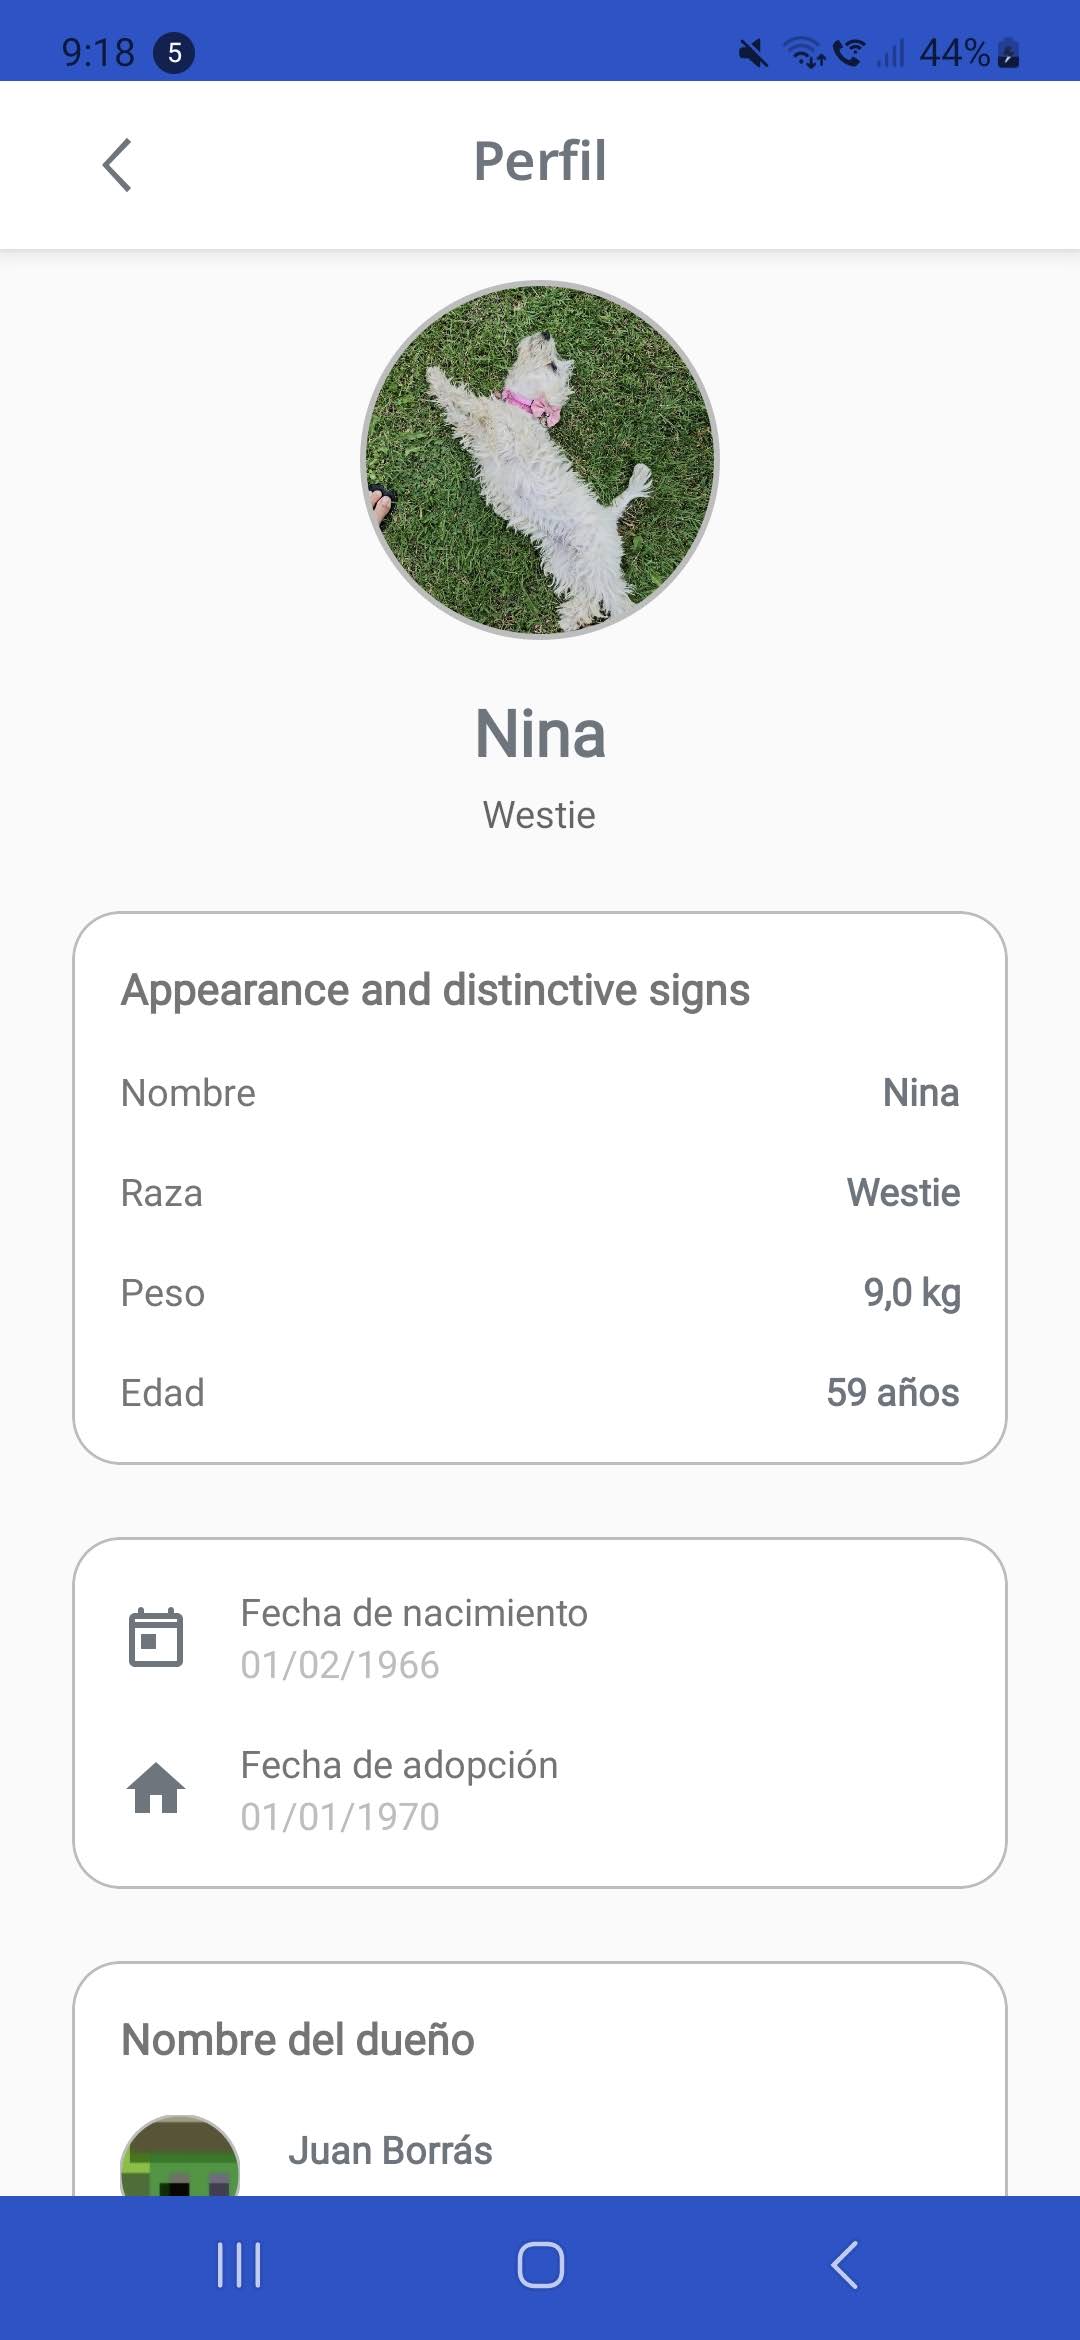 9:18 5 44%
Perfil
Nina
Westie
Appearance and distinctive signs
Nombre Nina
Raza Westie
Peso 9,0 kg
Edad 59 años
Fecha de nacimiento
01/02/1966
Fecha de adopción
01/01/1970
Nombre del dueño
Juan Borrás